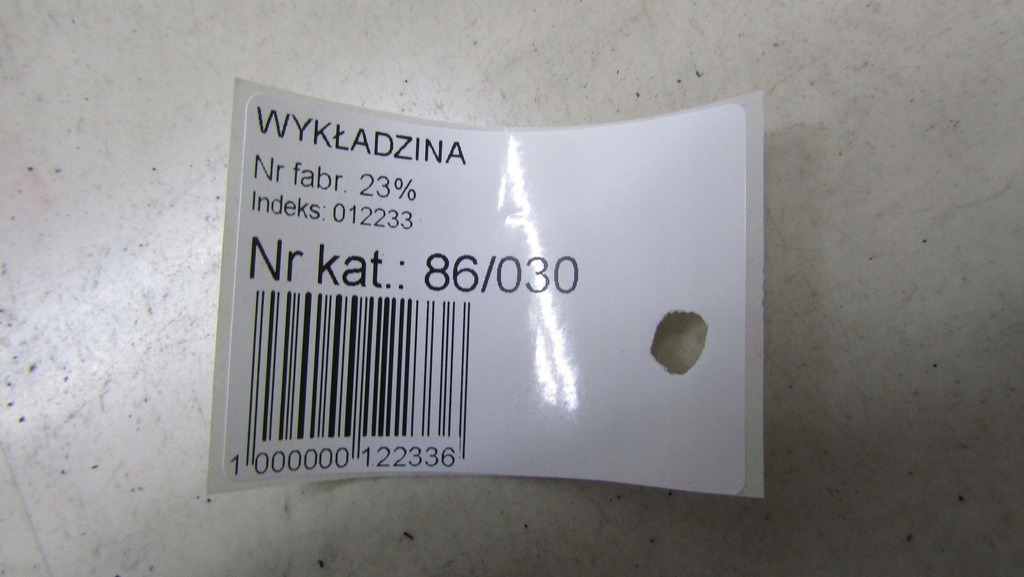 WYKŁADZINA
Nr fabr. 23%
Indeks: 012233
Nr kat.: 86/030
1 000000 122336